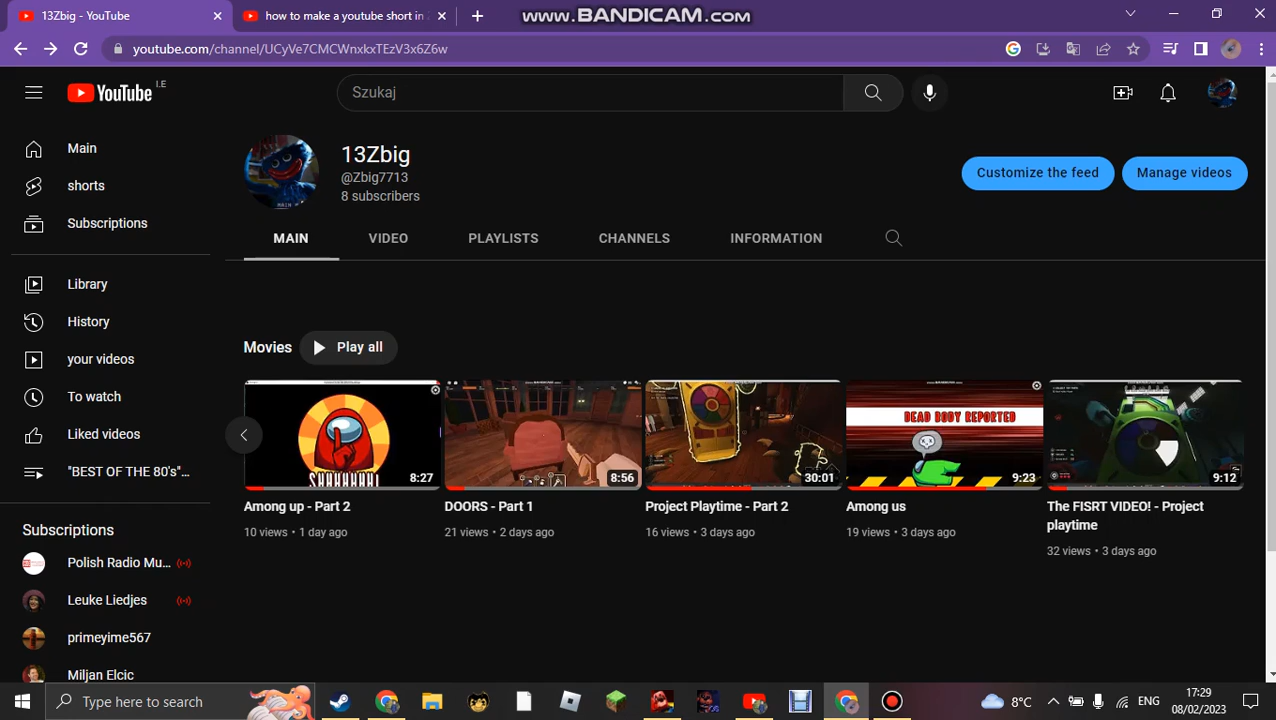 13Zbig - YouTube
how to make a youtube short in
www.BANDICAM.com
youtube.com/channel/UCyVe7CMCWnxkxTEzV3x6Z6w
YouTube I.E
Szukaj
Main
shorts
Subscriptions
Library
History
your videos
To watch
Liked videos
"BEST OF THE 80's"...
Subscriptions
Polish Radio Mu...
Leuke Liedjes
primeyime567
Miljan Elcic
13Zbig
@Zbig7713
8 subscribers
Customize the feed
Manage videos
MAIN VIDEO PLAYLISTS CHANNELS INFORMATION
Movies Play all
SHHHHHHH!
8:27
8:56
30:01
DEAD BODY REPORTED
9:23
9:12
Among up - Part 2
10 views • 1 day ago
DOORS - Part 1
21 views • 2 days ago
Project Playtime - Part 2
16 views • 3 days ago
Among us
19 views • 3 days ago
The FISRT VIDEO! - Project
playtime
32 views • 3 days ago
Type here to search
8°C
ENG
17:29
08/02/2023